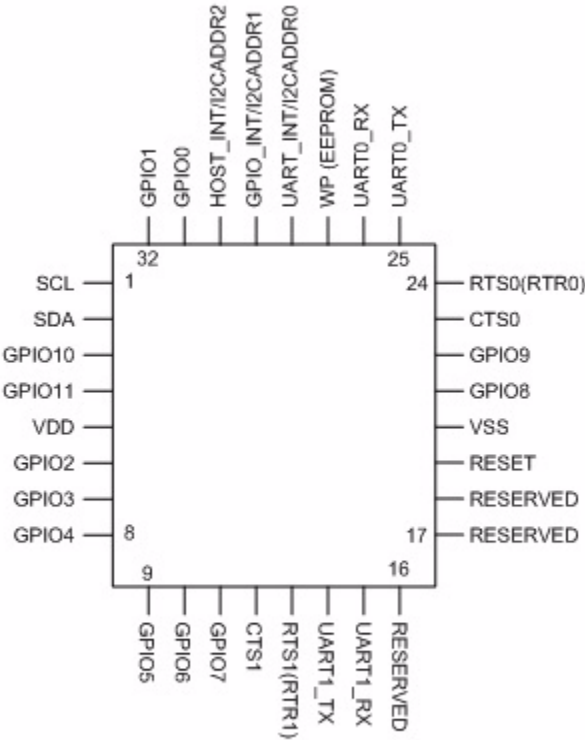 GPIO1
GPIO0
HOST_INT/I2CADDR2
GPIO_INT/I2CADDR1
UART_INT/I2CADDR0
WP (EEPROM)
UART0_RX
UART0_TX
32
25
SCL
1
24
RTS0(RTR0)
SDA
CTS0
GPIO10
GPIO9
GPIO11
GPIO8
VDD
VSS
GPIO2
RESET
GPIO3
RESERVED
GPIO4
8
17
RESERVED
9
16
GPIO5
GPIO6
GPIO7
CTS1
RTS1(RTR1)
UART1_TX
UART1_RX
RESERVED